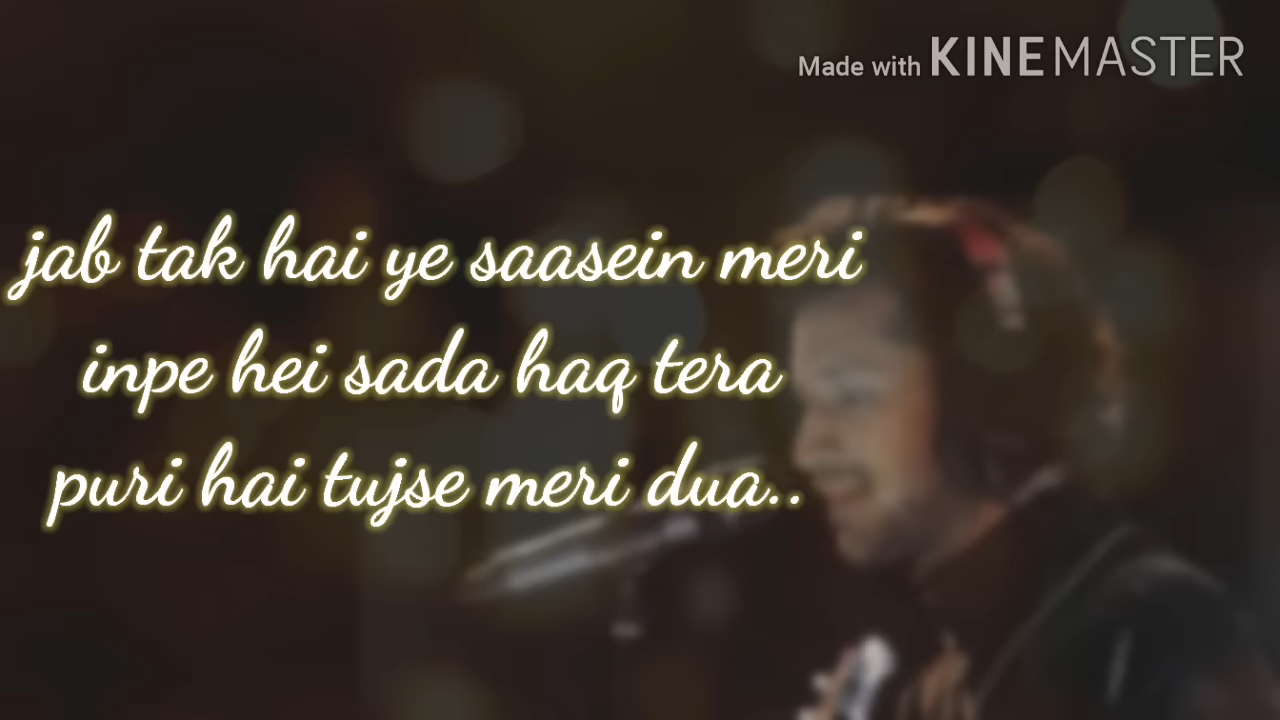 Made with KINEMASTER
jab tak hai ye saasein meri
inpe hei sada haq tera
puri hai tujse meri dua..